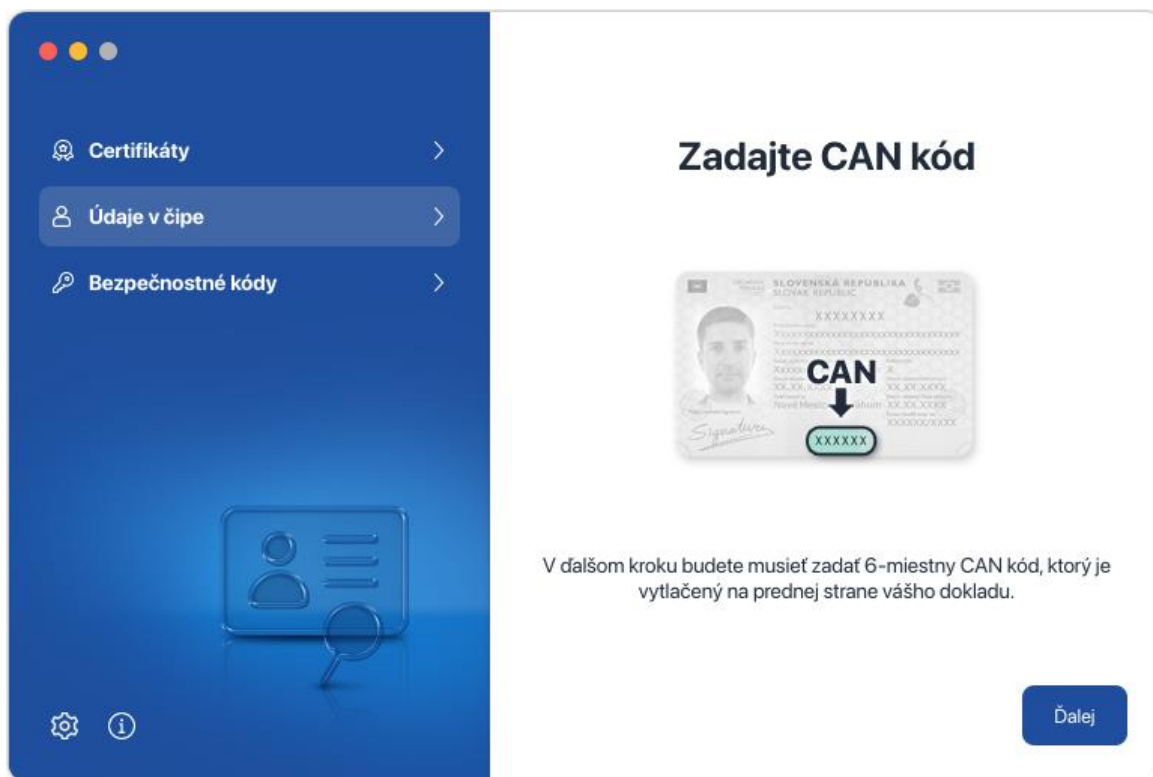 Certifikáty
Údaje v čipe
Bezpečnostné kódy
Zadajte CAN kód
SLOVENSKÁ REPUBLIKA
SLOVAK REPUBLIC
XXXXXXXX
CAN
Signature
XXXXXX
V ďalšom kroku budete musieť zadať 6-miestny CAN kód, ktorý je
vytlačený na prednej strane vášho dokladu.
Ďalej